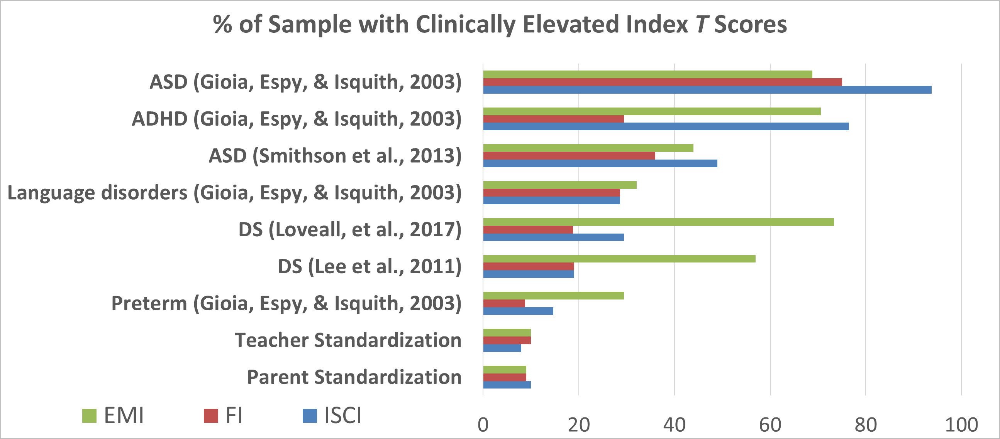 % of Sample with Clinically Elevated Index T Scores
ASD (Gioia, Espy, & Isquith, 2003)
ADHD (Gioia, Espy, & Isquith, 2003)
ASD (Smithson et al., 2013)
Language disorders (Gioia, Espy, & Isquith, 2003)
DS (Loveall, et al., 2017)
DS (Lee et al., 2011)
Preterm (Gioia, Espy, & Isquith, 2003)
Teacher Standardization
Parent Standardization
EMI FI ISCI
0 20 40 60 80 100